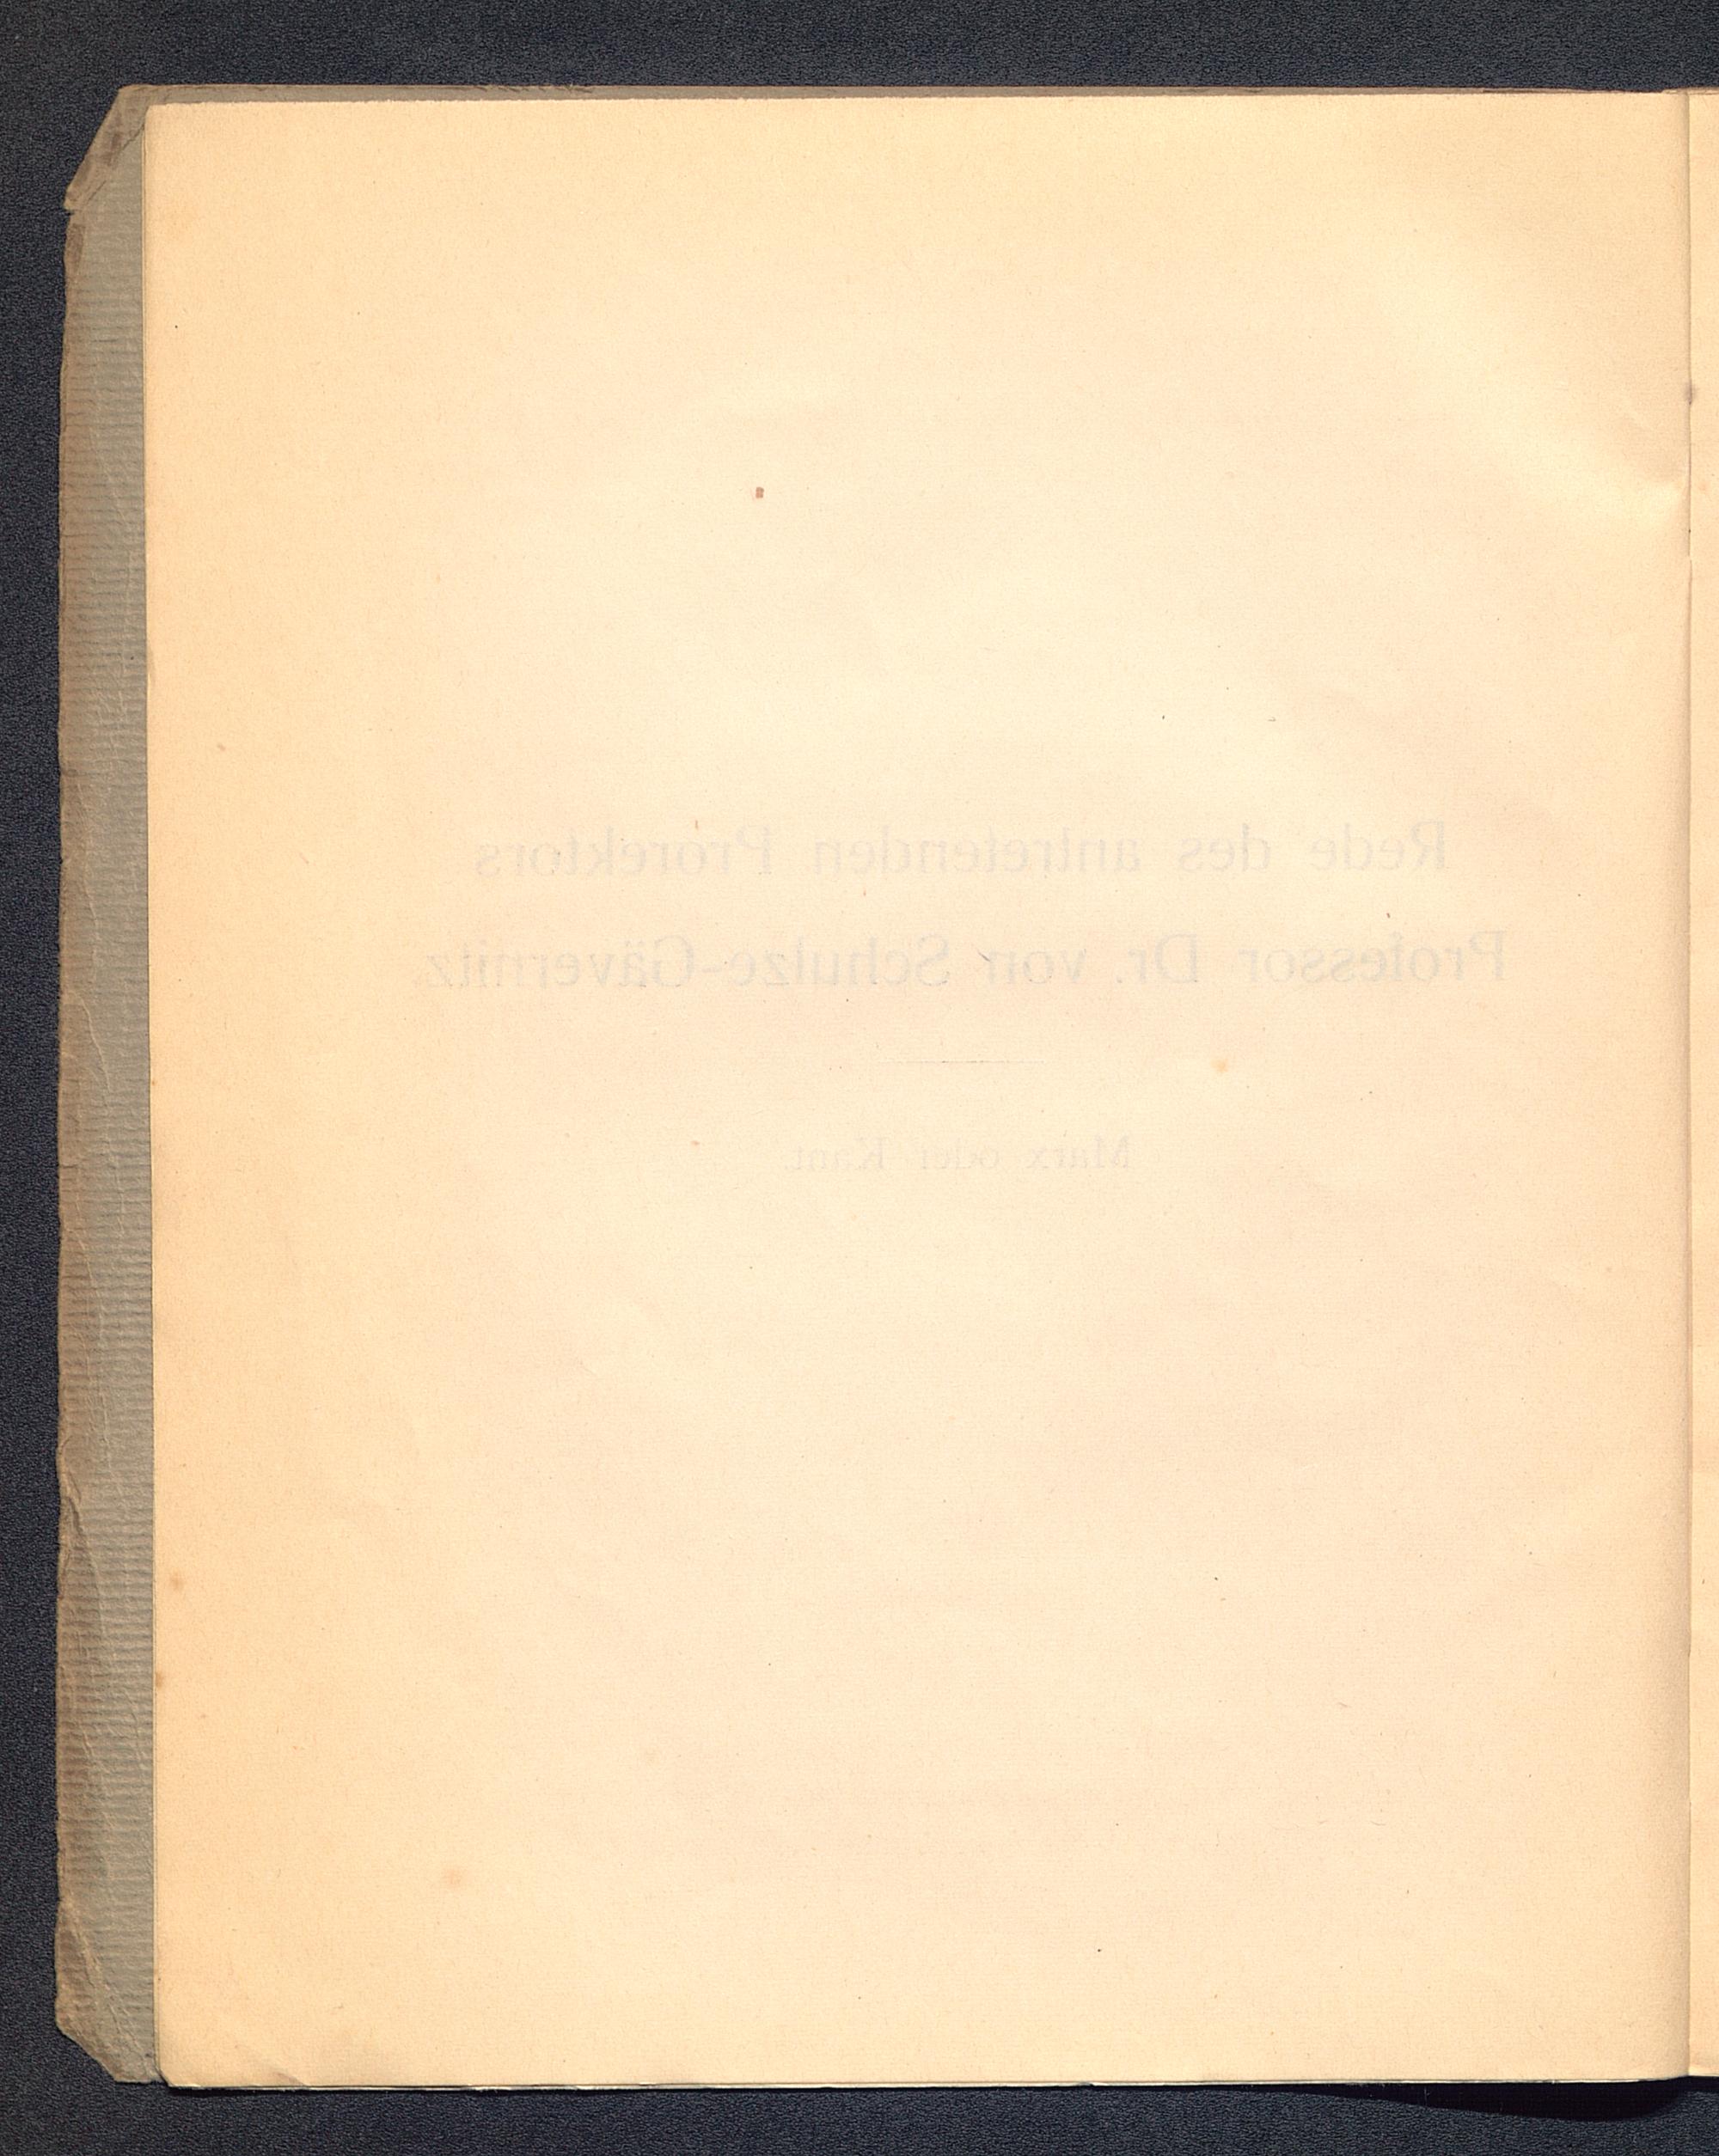 Rede des antretenden Prorektors
Professor Dr. von Schulze-Gävernitz.
Marx oder Kant.